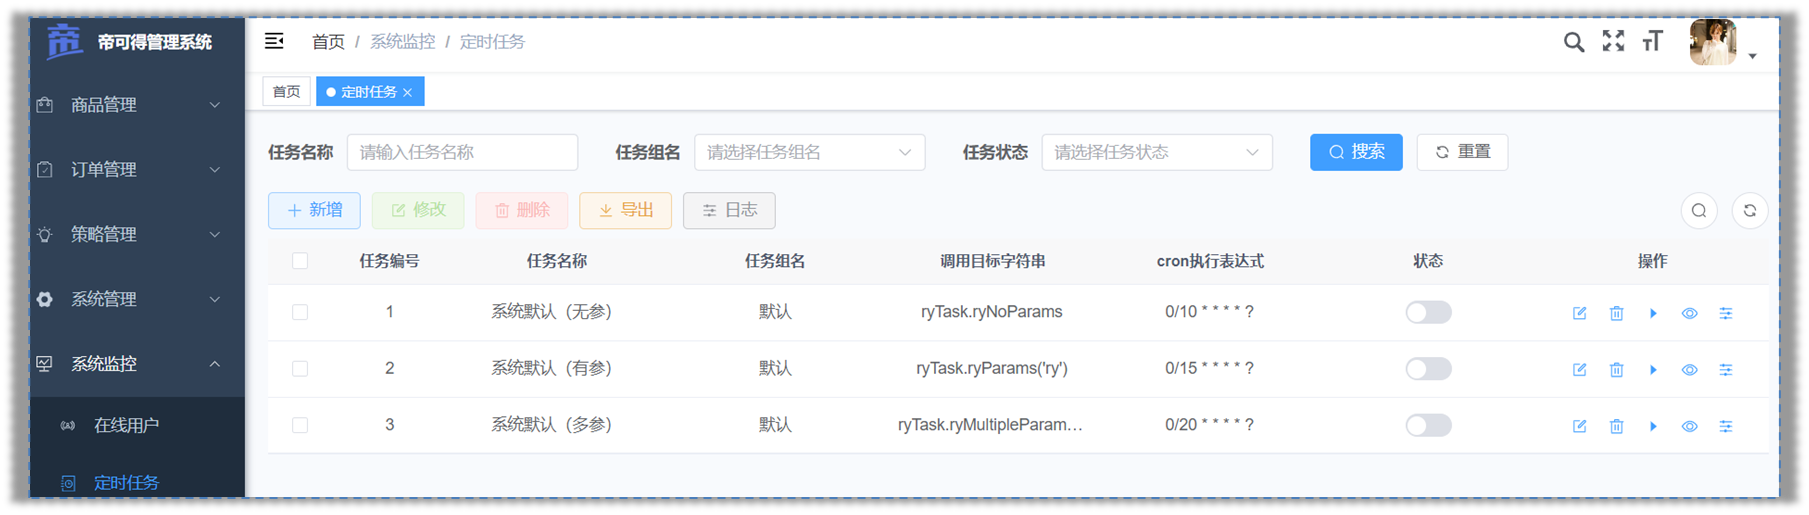 帝 帝可得管理系统
商品管理
订单管理
策略管理
系统管理
系统监控
在线用户
定时任务
首页 / 系统监控 / 定时任务
首页 定时任务
任务名称 请输入任务名称 任务组名 请选择任务组名 任务状态 请选择任务状态 搜索 重置
新增 修改 删除 导出 日志
任务编号 任务名称 任务组名 调用目标字符串 cron执行表达式 状态 操作
1 系统默认（无参） 默认 ryTask.ryNoParams 0/10 * * * * ?
2 系统默认（有参） 默认 ryTask.ryParams('ry') 0/15 * * * * ?
3 系统默认（多参） 默认 ryTask.ryMultipleParam... 0/20 * * * * ?